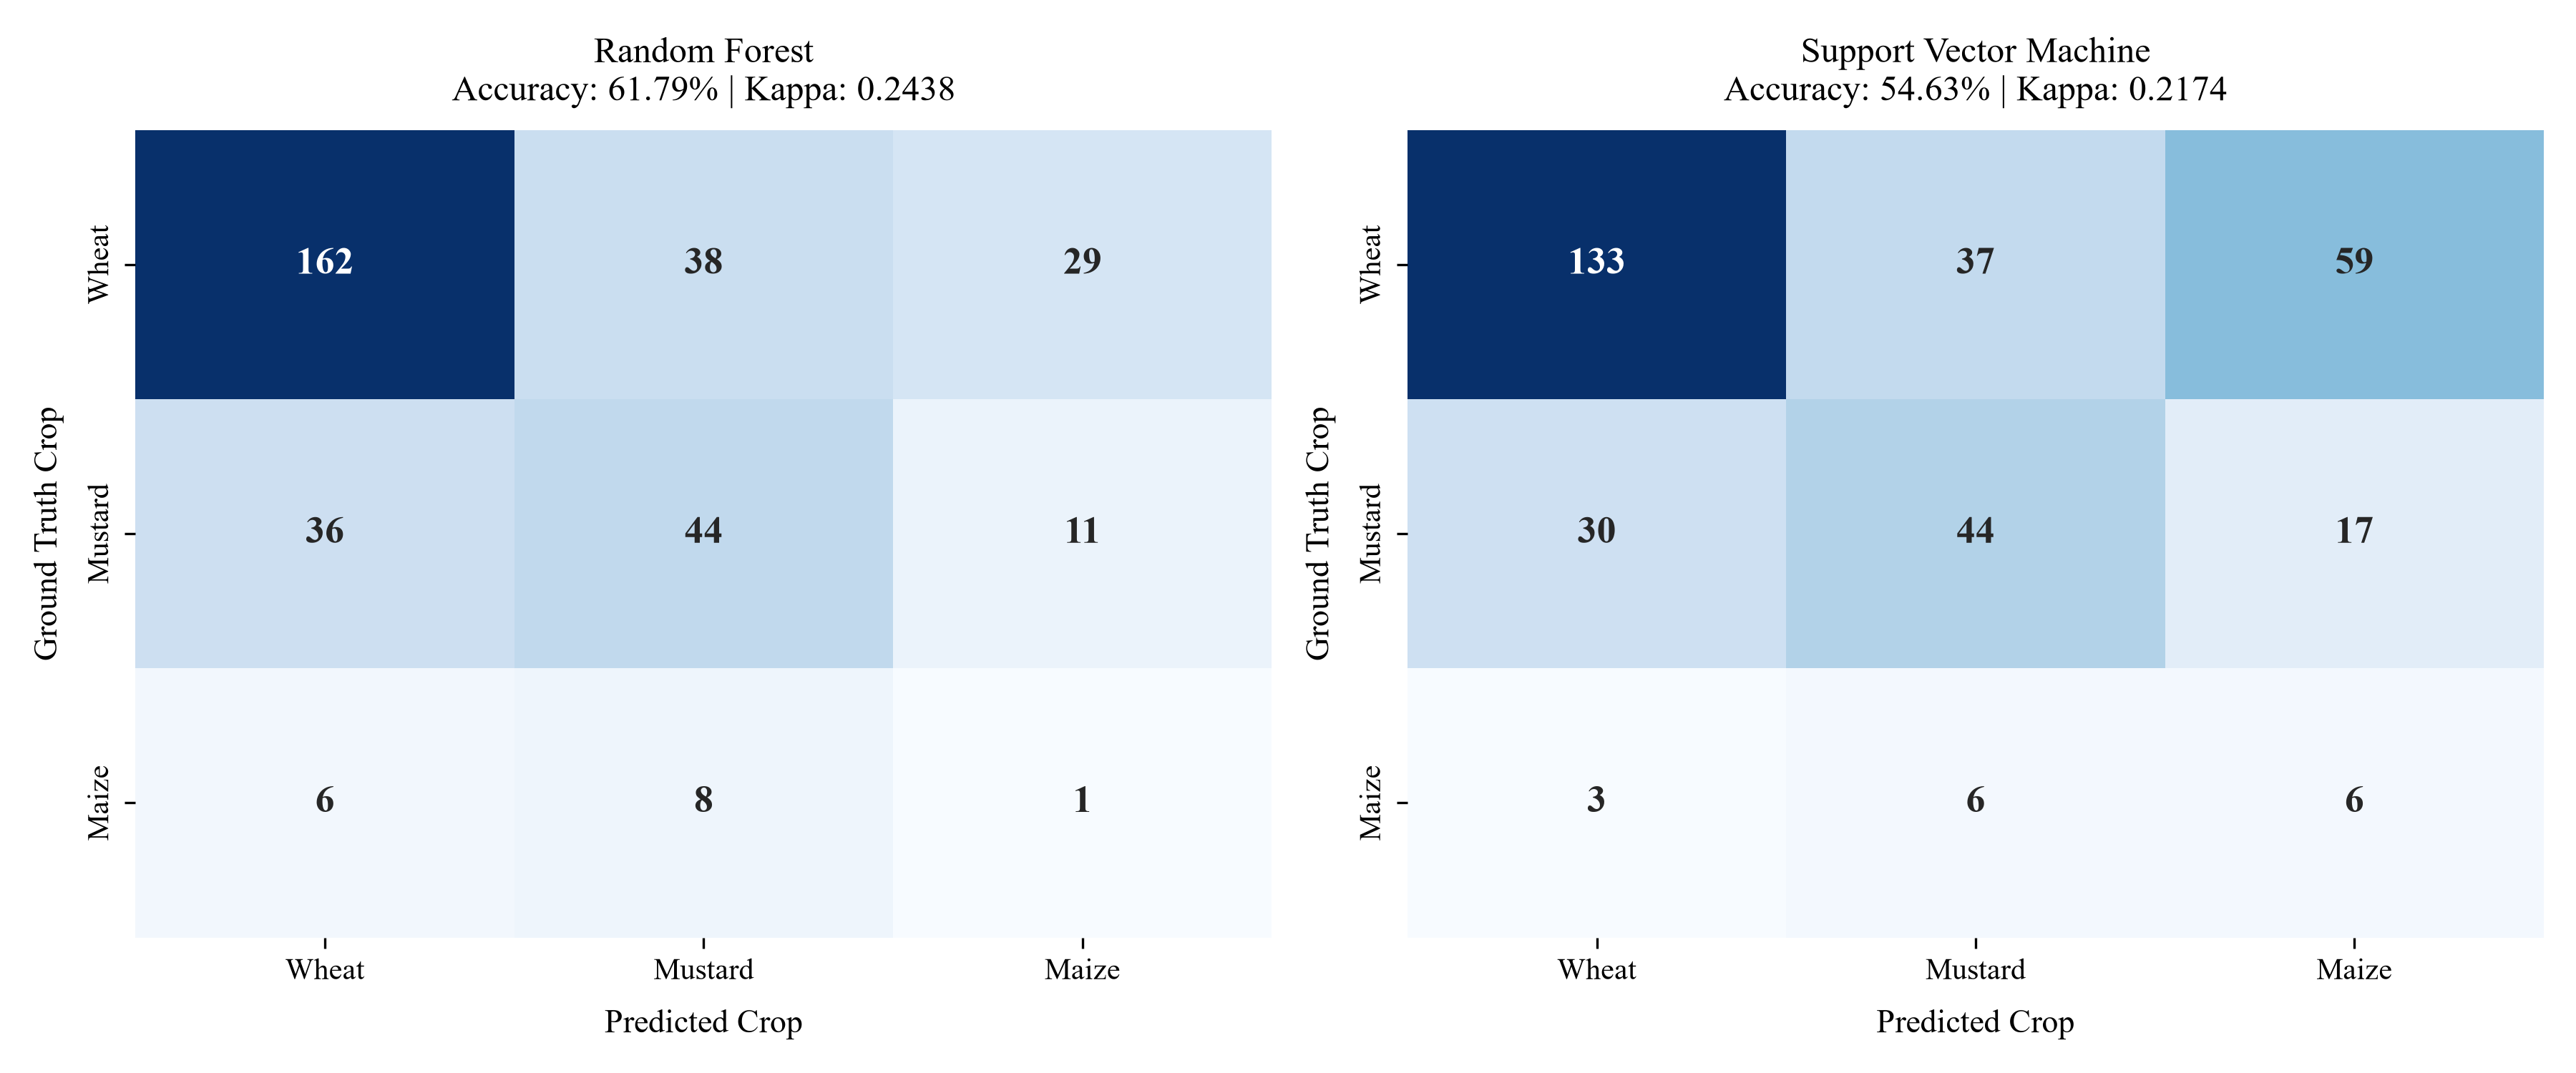 Random Forest
Accuracy: 61.79% | Kappa: 0.2438
Ground Truth Crop
Wheat
162 38 29
Mustard
36 44 11
Maize
6 8 1
Wheat Mustard Maize
Predicted Crop
Support Vector Machine
Accuracy: 54.63% | Kappa: 0.2174
Ground Truth Crop
Wheat
133 37 59
Mustard
30 44 17
Maize
3 6 6
Wheat Mustard Maize
Predicted Crop